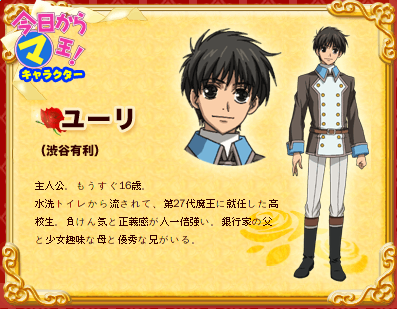 今日から
マ王!
キャラクター
ユーリ
(渋谷有利)
主人公。もうすぐ16歳。
水洗トイレから流されて、第27代魔王に就任した高
校生。負けん気と正義感が人一倍強い。銀行家の父
と少女趣味な母と優秀な兄がいる。